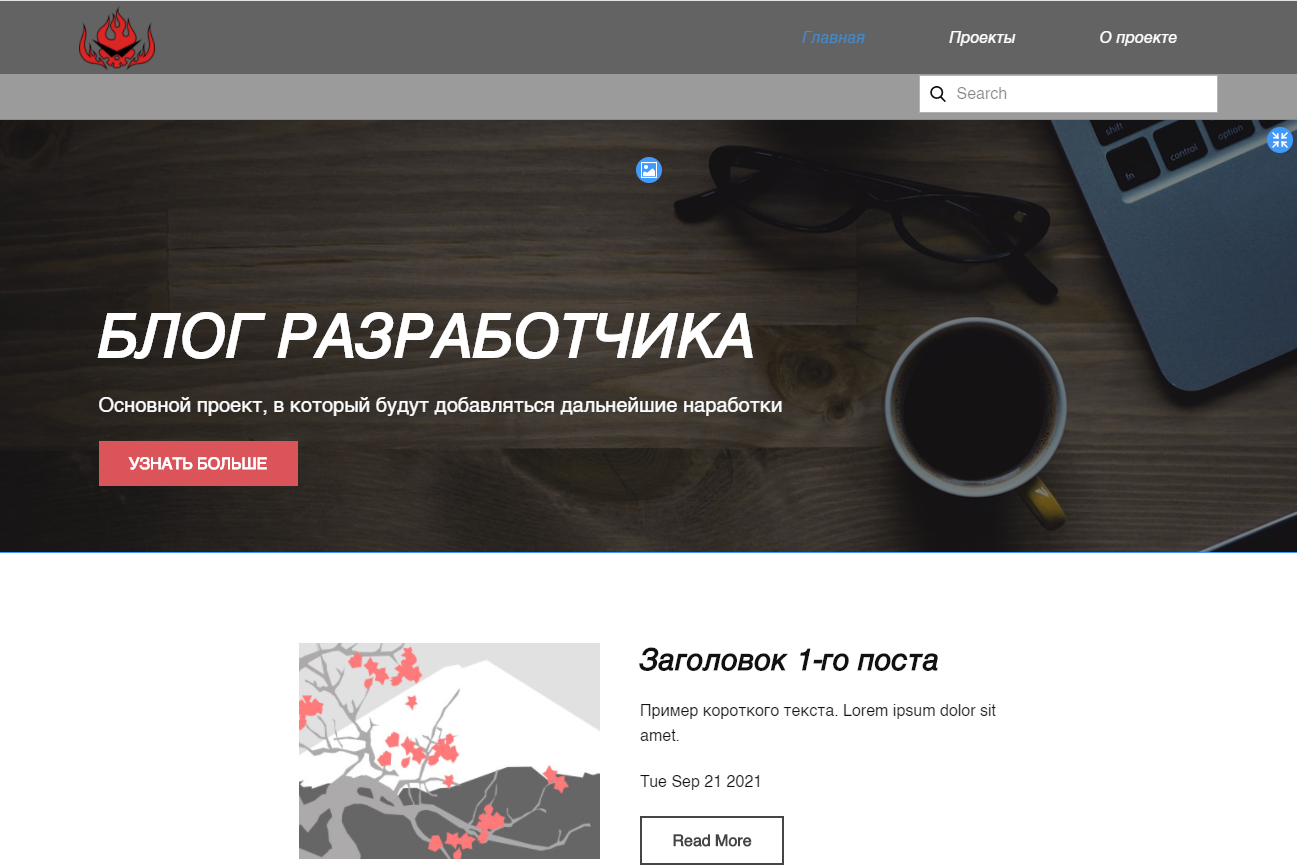 Главная Проекты О проекте
Search
shift
fn control option
БЛОГ РАЗРАБОТЧИКА
Основной проект, в который будут добавляться дальнейшие наработки
УЗНАТЬ БОЛЬШЕ
Заголовок 1-го поста
Пример короткого текста. Lorem ipsum dolor sit
amet.
Tue Sep 21 2021
Read More